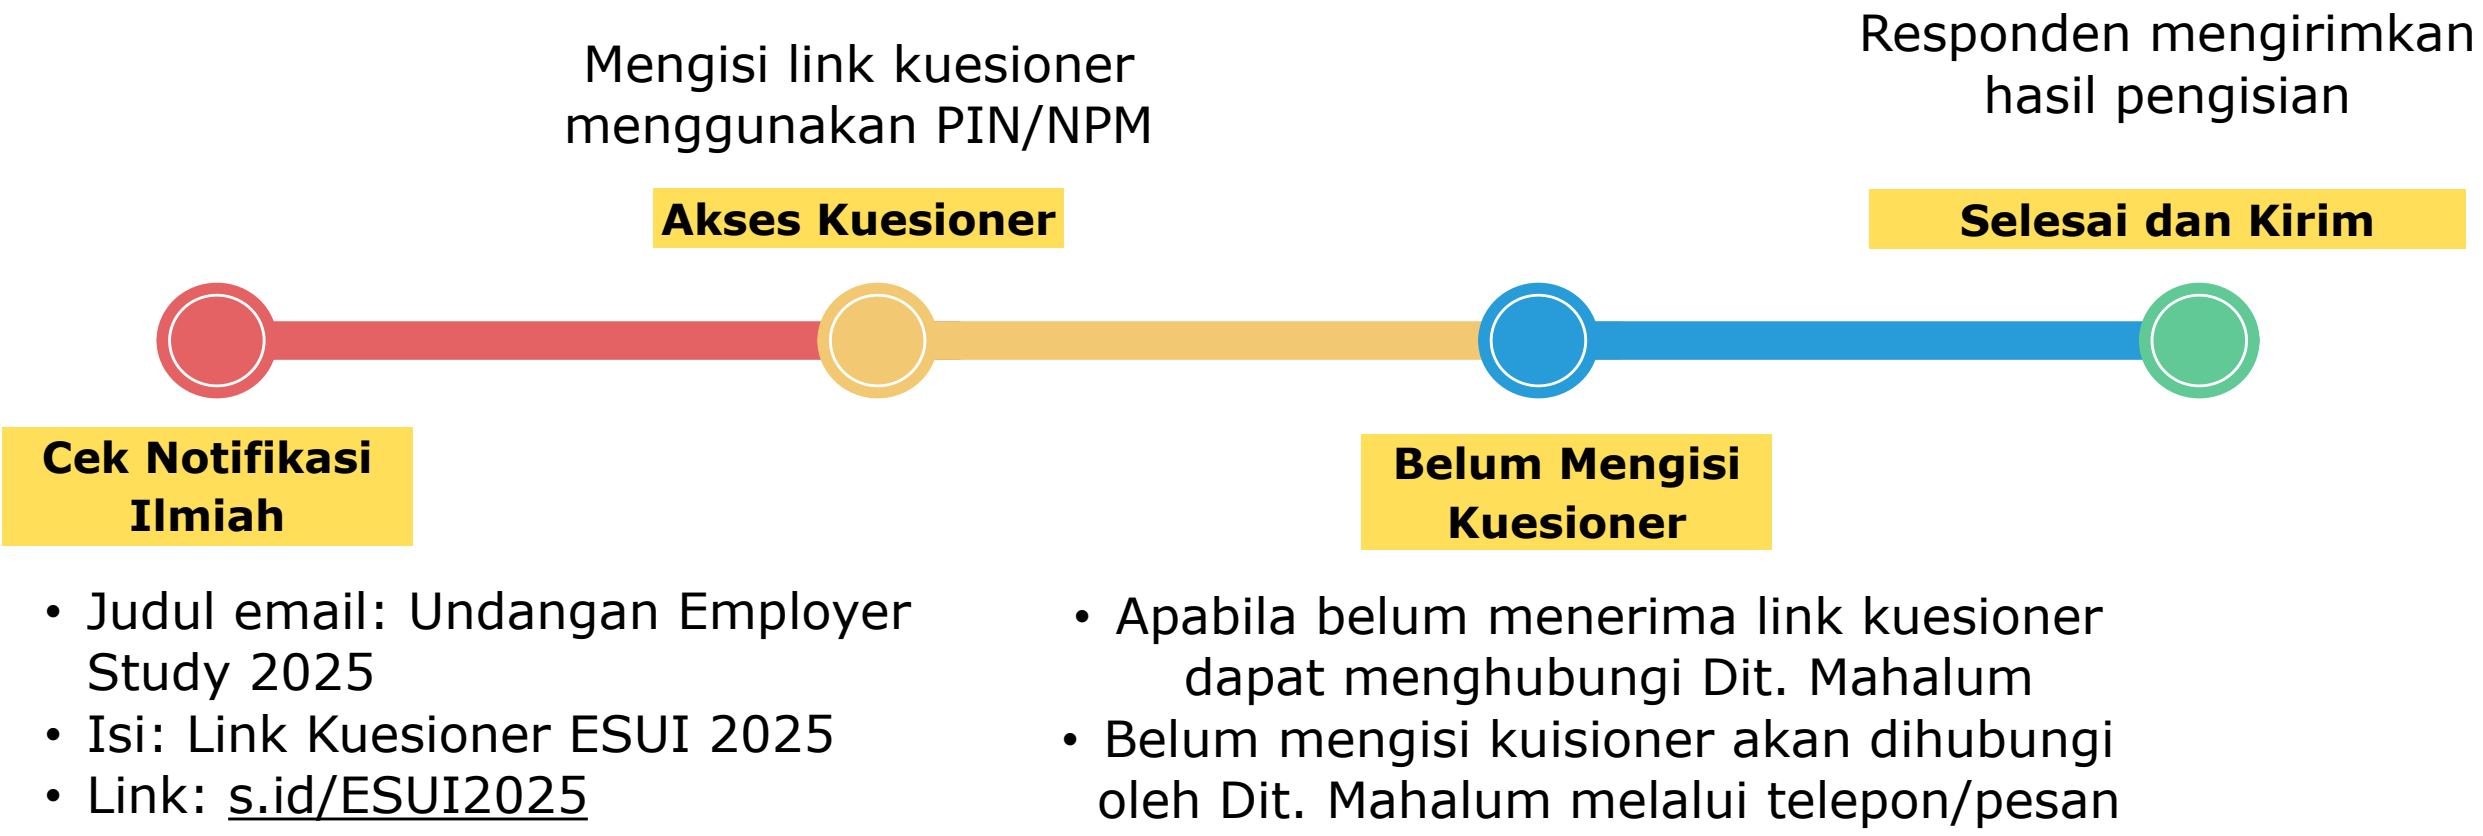 Responden mengirimkan
hasil pengisian
Mengisi link kuesioner
menggunakan PIN/NPM
Akses Kuesioner
Selesai dan Kirim
Cek Notifikasi
Ilmiah
Belum Mengisi
Kuesioner
• Judul email: Undangan Employer
Study 2025
• Isi: Link Kuesioner ESUI 2025
• Link: s.id/ESUI2025
• Apabila belum menerima link kuesioner
dapat menghubungi Dit. Mahalum
• Belum mengisi kuisioner akan dihubungi
oleh Dit. Mahalum melalui telepon/pesan